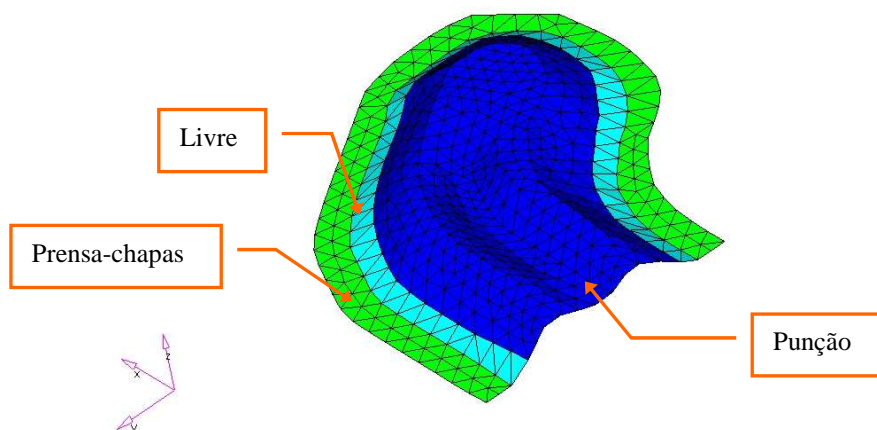 Livre
Prensa-chapas
Punção
z
x
y